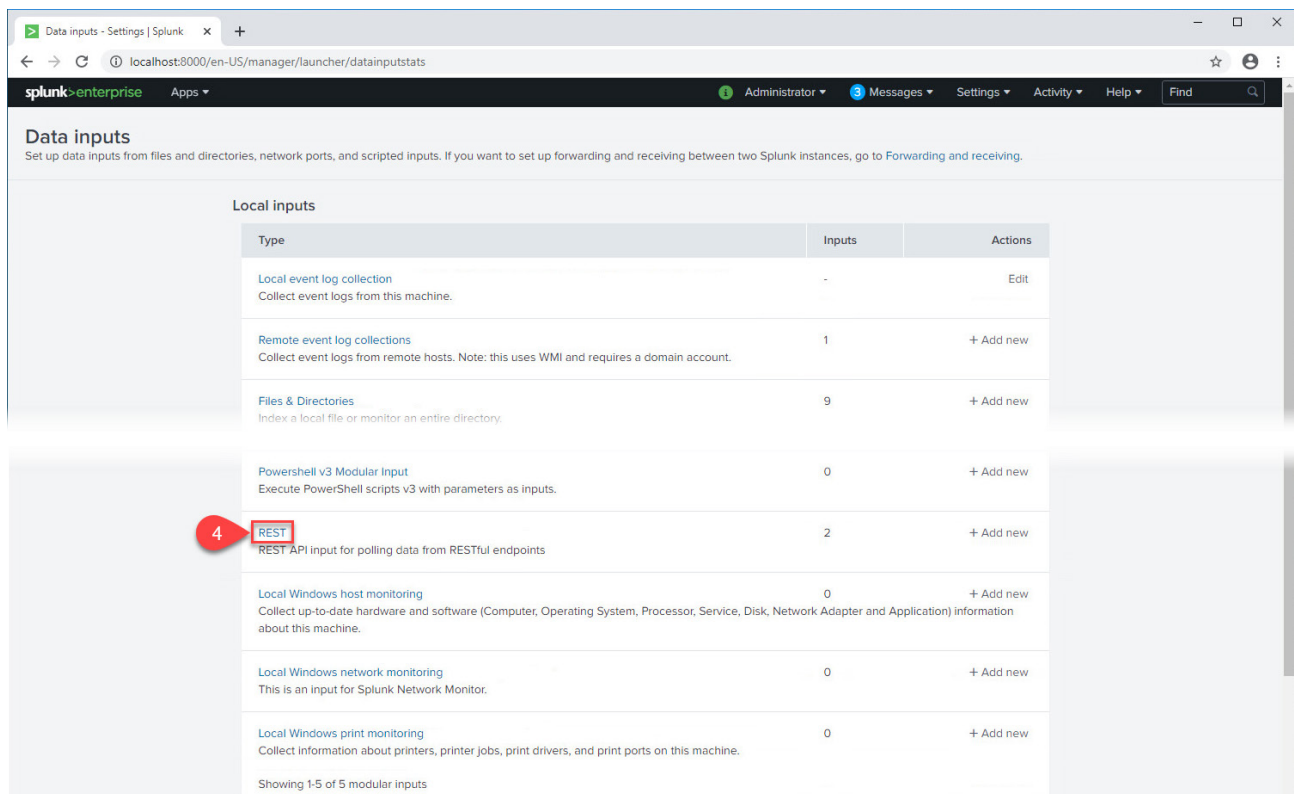 Data inputs - Settings | Splunk
localhost:8000/en-US/manager/launcher/datainputstats
splunk>enterprise Apps i Administrator 3 Messages Settings Activity Help Find
Data inputs
Set up data inputs from files and directories, network ports, and scripted inputs. If you want to set up forwarding and receiving between two Splunk instances, go to Forwarding and receiving.
Local inputs
Type Inputs Actions
Local event log collection - Edit
Collect event logs from this machine.
Remote event log collections 1 + Add new
Collect event logs from remote hosts. Note: this uses WMI and requires a domain account.
Files & Directories 9 + Add new
Index a local file or monitor an entire directory.
Powershell v3 Modular Input 0 + Add new
Execute PowerShell scripts v3 with parameters as inputs.
4 REST 2 + Add new
REST API input for polling data from RESTful endpoints
Local Windows host monitoring 0 + Add new
Collect up-to-date hardware and software (Computer, Operating System, Processor, Service, Disk, Network Adapter and Application) information
about this machine.
Local Windows network monitoring 0 + Add new
This is an input for Splunk Network Monitor.
Local Windows print monitoring 0 + Add new
Collect information about printers, printer jobs, print drivers, and print ports on this machine.
Showing 1-5 of 5 modular inputs